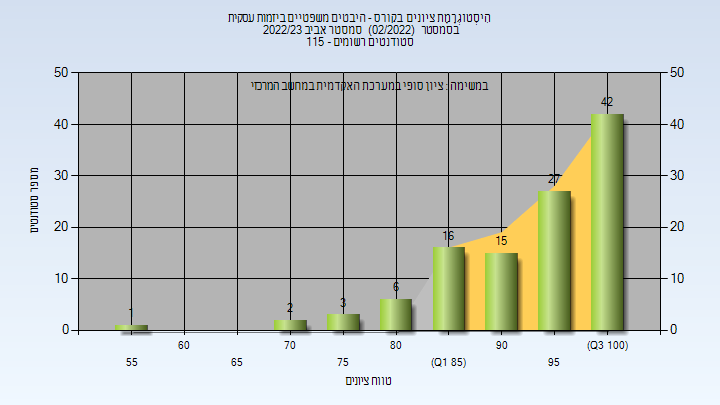 היסטוגרמת ציונים בקורס - היבטים משפטיים ביזמות עסקית
בסמסטר (02/2022) סמסטר אביב 2022/23
סטודנטים רשומים - 115
במשימה : ציון סופי במערכת האקדמית במחשב המרכזי
מספר סטודנטים
50 50
40 40
30 30
20 20
10 10
0 0
1 2 3 6 16 15 27 42
60 70 80 90 (Q3 100)
55 65 75 (Q1 85) 95
טווח ציונים